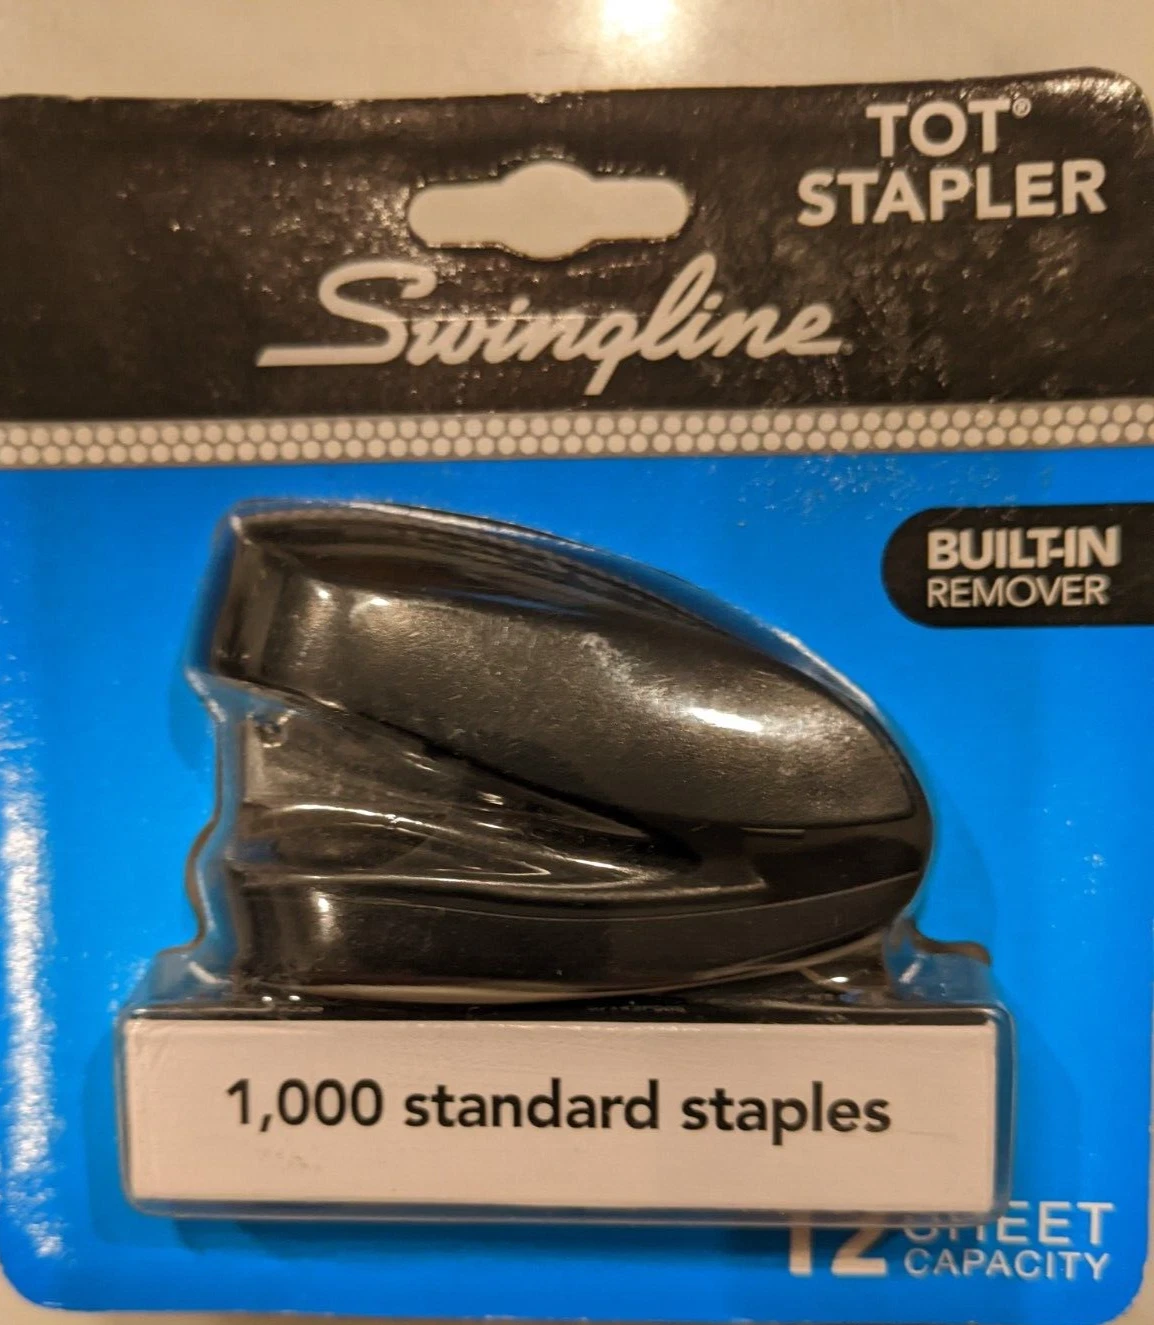 TOT®
STAPLER
Swingline
BUILT-IN
REMOVER
1,000 standard staples
12 SHEET
CAPACITY